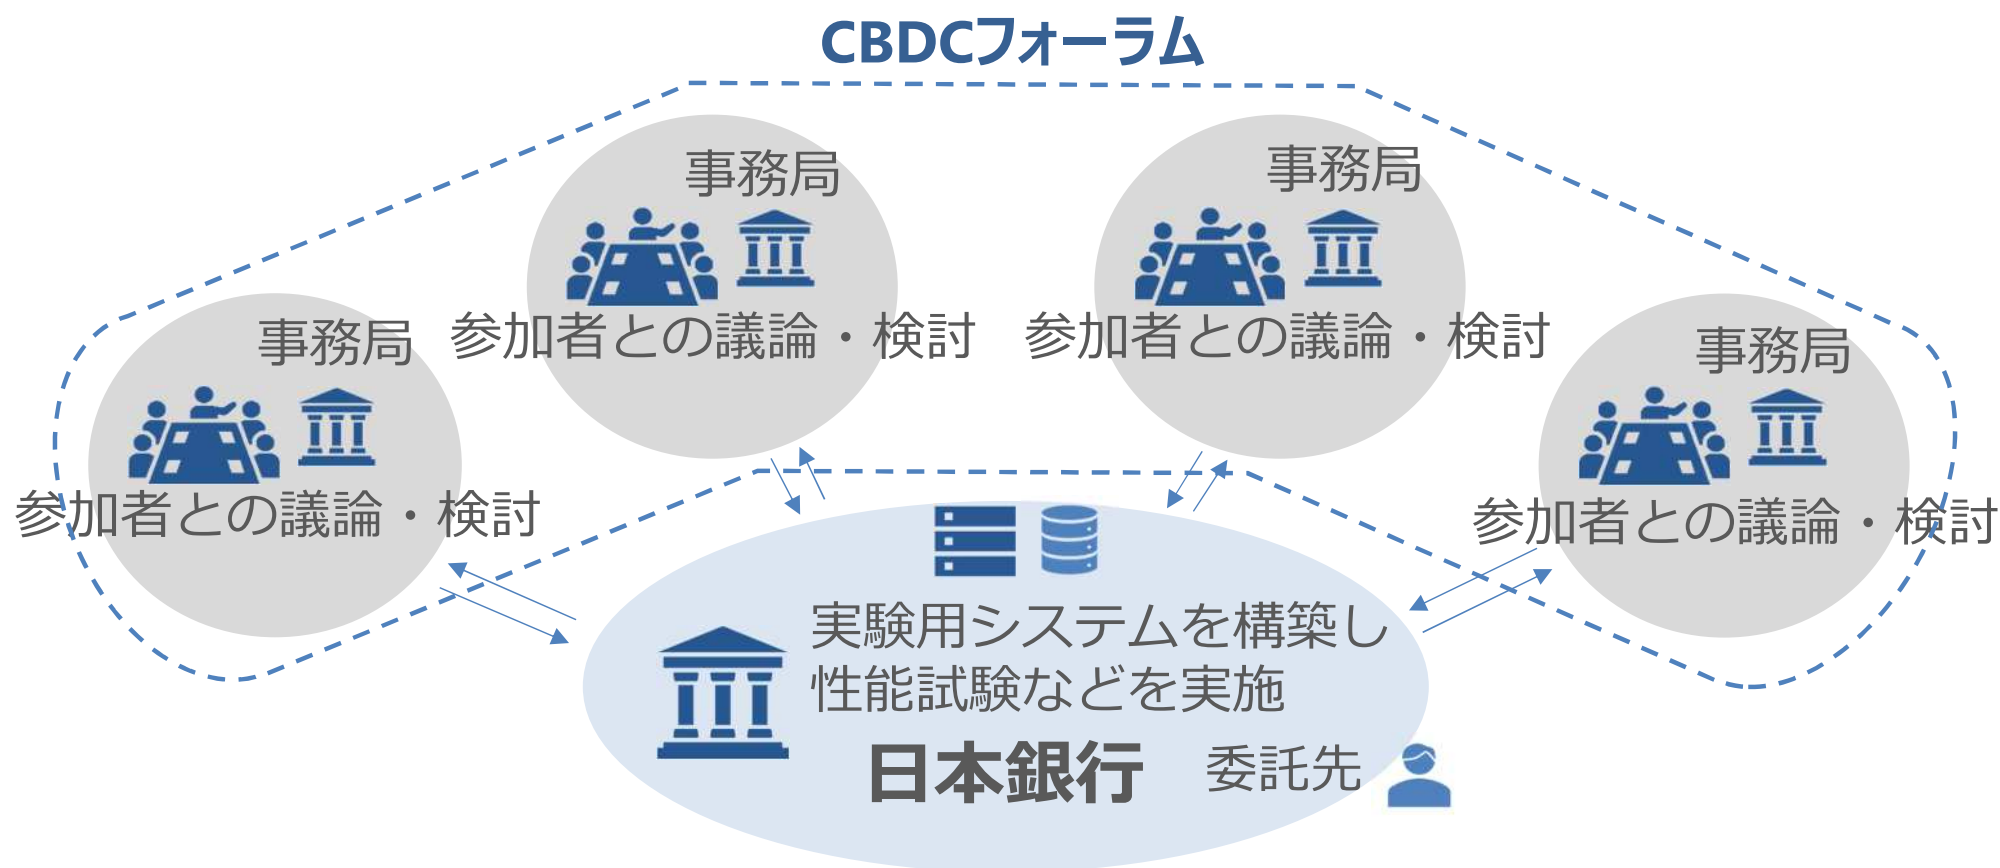 CBDCフォーラム
事務局
参加者との議論・検討
事務局
参加者との議論・検討
事務局
参加者との議論・検討
事務局
参加者との議論・検討
実験用システムを構築し
性能試験などを実施
日本銀行 委託先